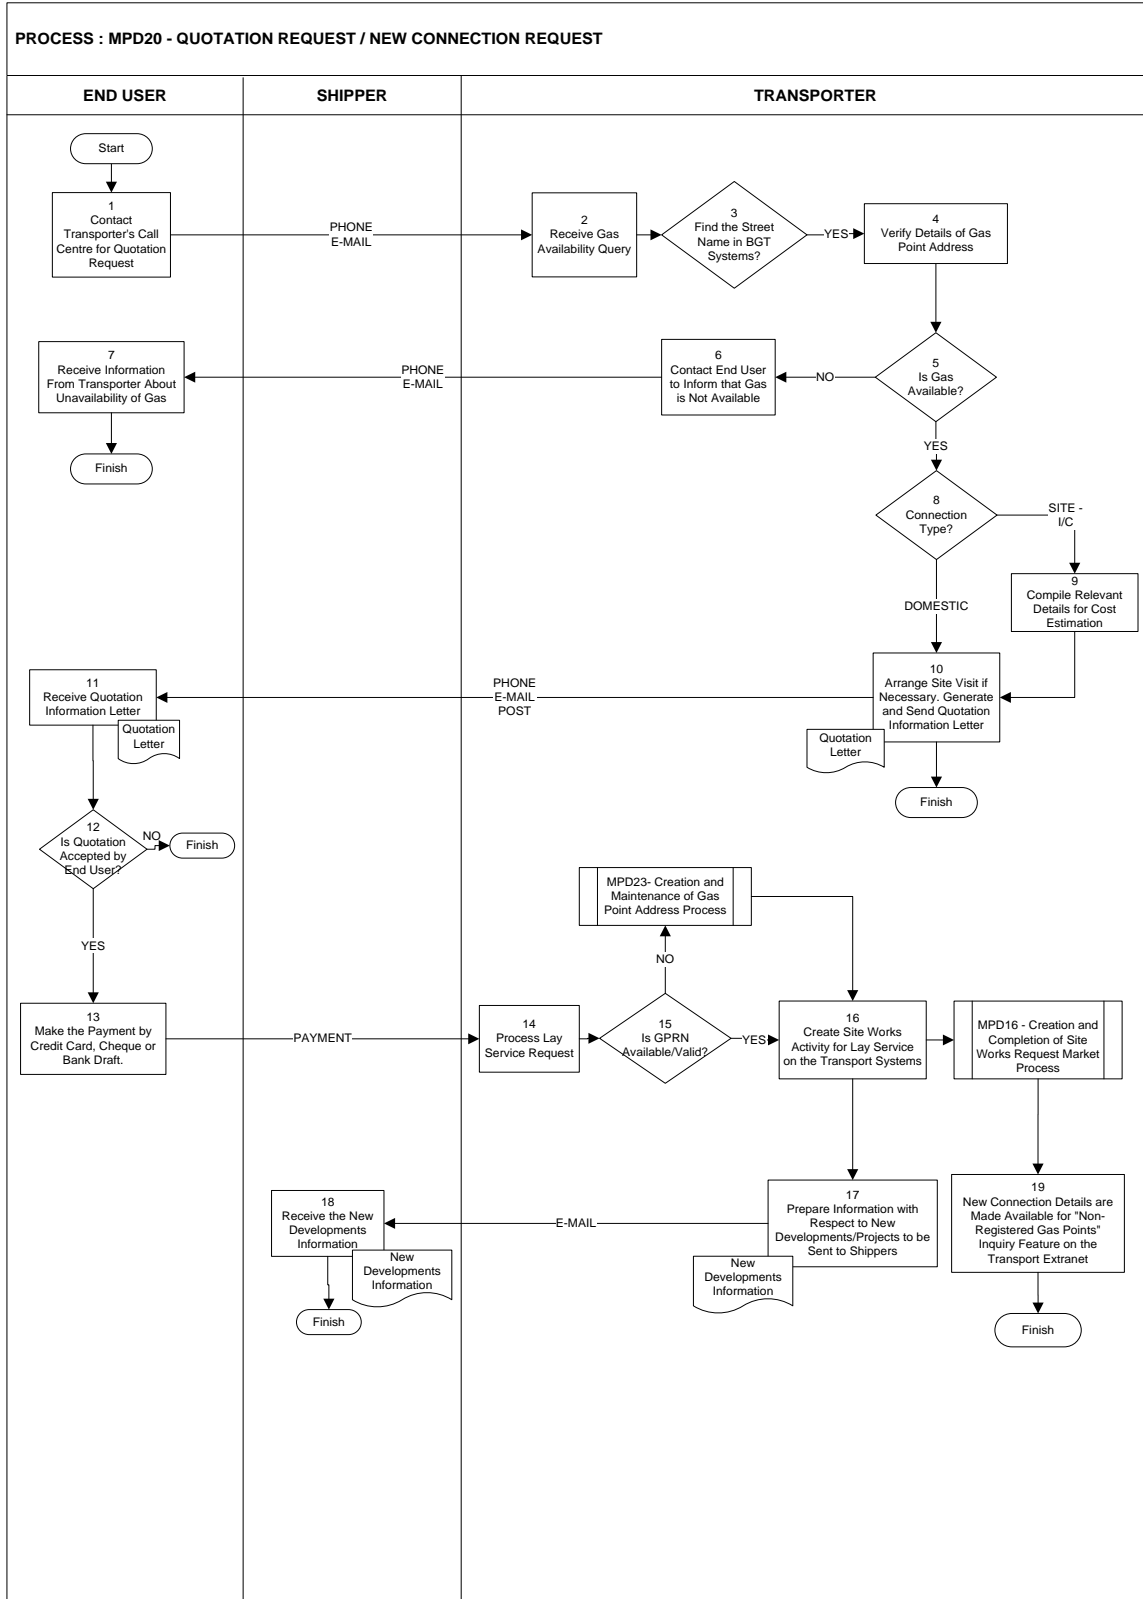 PROCESS : MPD20 - QUOTATION REQUEST / NEW CONNECTION REQUEST
END USER
SHIPPER
TRANSPORTER
Start
1
Contact
Transporter's Call
Centre for Quotation
Request
PHONE
E-MAIL
2
Receive Gas
Availability Query
3
Find the Street
Name in BGT
Systems?
YES
4
Verify Details of Gas
Point Address
5
Is Gas
Available?
NO
6
Contact End User
to Inform that Gas
is Not Available
PHONE
E-MAIL
7
Receive Information
From Transporter About
Unavailability of Gas
Finish
YES
8
Connection
Type?
SITE -
I/C
9
Compile Relevant
Details for Cost
Estimation
DOMESTIC
10
Arrange Site Visit if
Necessary. Generate
and Send Quotation
Information Letter
Quotation
Letter
Finish
PHONE
E-MAIL
POST
11
Receive Quotation
Information Letter
Quotation
Letter
12
Is Quotation
Accepted by
End User?
NO
Finish
YES
13
Make the Payment by
Credit Card, Cheque or
Bank Draft.
PAYMENT
14
Process Lay
Service Request
15
Is GPRN
Available/Valid?
NO
MPD23- Creation and
Maintenance of Gas
Point Address Process
YES
16
Create Site Works
Activity for Lay Service
on the Transport Systems
MPD16 - Creation and
Completion of Site
Works Request Market
Process
17
Prepare Information with
Respect to New
Developments/Projects to be
Sent to Shippers
New
Developments
Information
E-MAIL
18
Receive the New
Developments
Information
New
Developments
Information
Finish
19
New Connection Details are
Made Available for "Non-
Registered Gas Points"
Inquiry Feature on the
Transport Extranet
Finish